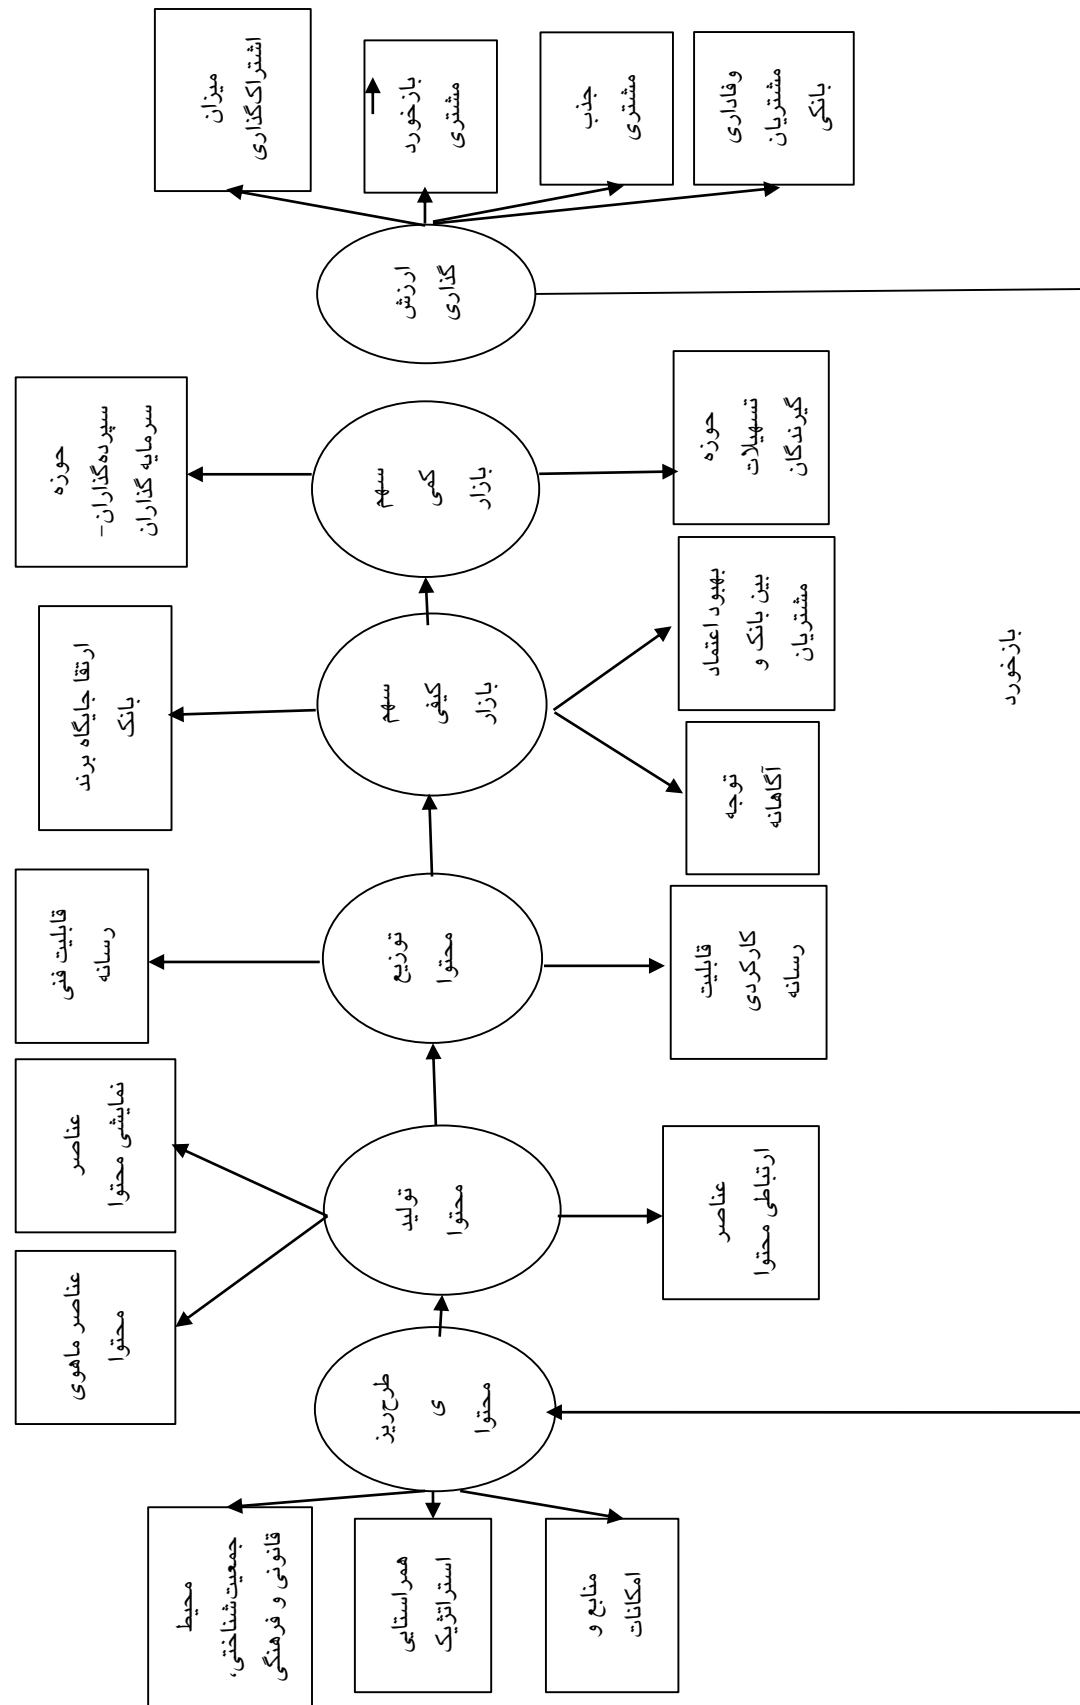 میزان
اشتراک‌گذاری
بازخورد
مشتری
جذب
مشتری
وفاداری
مشتریان
بانکی
ارزش
گذاری
حوزه
سپرده‌گذاران-
سرمایه گذاران
سهم
کمی
بازار
حوزه
تسهیلات
گیرندگان
ارتقا جایگاه برند
بانک
سهم
کیفی
بازار
بهبود اعتماد
بین بانک و
مشتریان
توجه
آگاهانه
بازخورد
قابلیت فنی
رسانه
توزیع
محتوا
قابلیت
کارکردی
رسانه
عناصر
نمایشی محتوا
عناصر ماهوی
محتوا
تولید
محتوا
عناصر
ارتباطی محتوا
طرح‌ریز
ی
محتوا
محیط
جمعیت‌شناختی،
قانونی و فرهنگی
همراستایی
استراتژیک
منابع و
امکانات